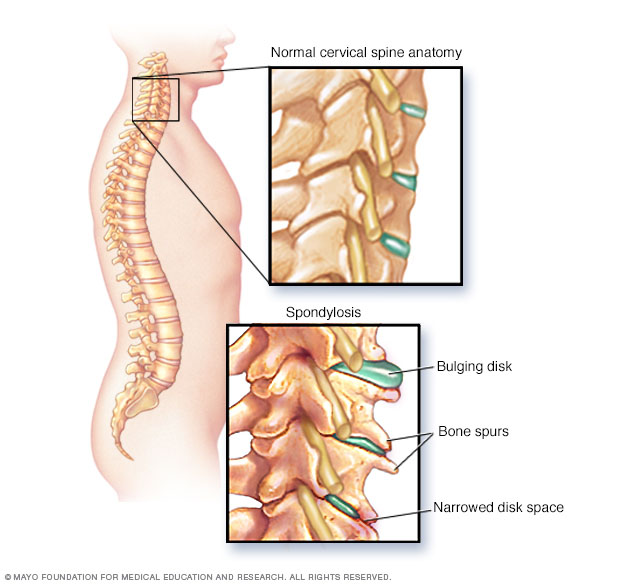 Normal cervical spine anatomy
Spondylosis
Bulging disk
Bone spurs
Narrowed disk space
© MAYO FOUNDATION FOR MEDICAL EDUCATION AND RESEARCH. ALL RIGHTS RESERVED.